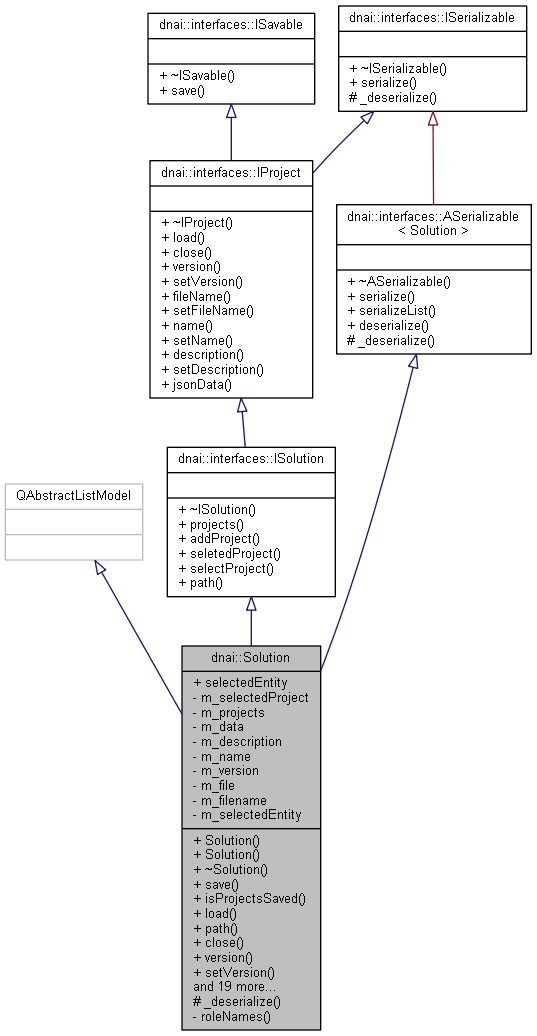 dnai::interfaces::ISavable
+ ~ISavable()
+ save()
dnai::interfaces::ISerializable
+ ~ISerializable()
+ serialize()
# _deserialize()
dnai::interfaces::IProject
+ ~IProject()
+ load()
+ close()
+ version()
+ setVersion()
+ fileName()
+ setFileName()
+ name()
+ setName()
+ description()
+ setDescription()
+ jsonData()
dnai::interfaces::ASerializable
< Solution >
+ ~ASerializable()
+ serialize()
+ serializeList()
+ deserialize()
# _deserialize()
dnai::interfaces::ISolution
+ ~ISolution()
+ projects()
+ addProject()
+ seletedProject()
+ selectProject()
+ path()
QAbstractListModel
dnai::Solution
+ selectedEntity
- m_selectedProject
- m_projects
- m_data
- m_description
- m_name
- m_version
- m_file
- m_filename
- m_selectedEntity
+ Solution()
+ Solution()
+ ~Solution()
+ save()
+ isProjectsSaved()
+ load()
+ path()
+ close()
+ version()
+ setVersion()
and 19 more...
# _deserialize()
- roleNames()